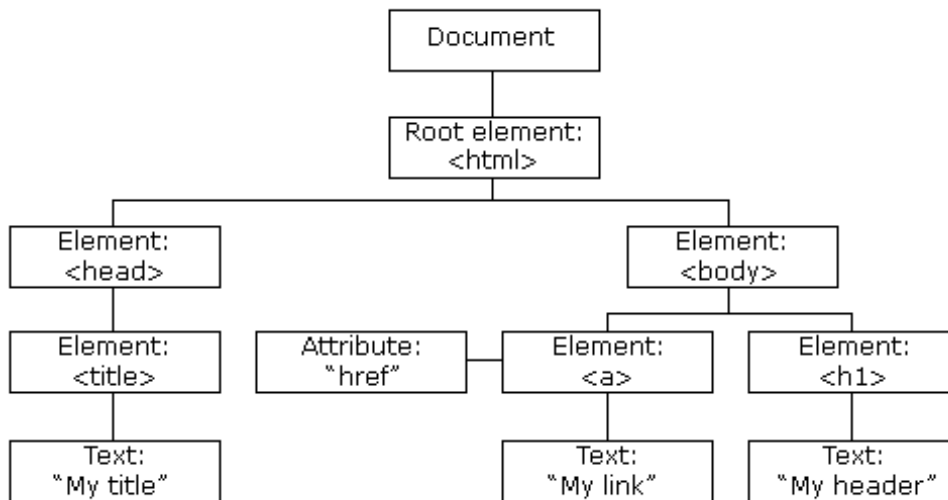 Document
Root element:
<html>
Element:
<head>
Element:
<body>
Element:
<title>
Attribute:
“href”
Element:
<a>
Element:
<h1>
Text:
“My title”
Text:
“My link”
Text:
“My header”